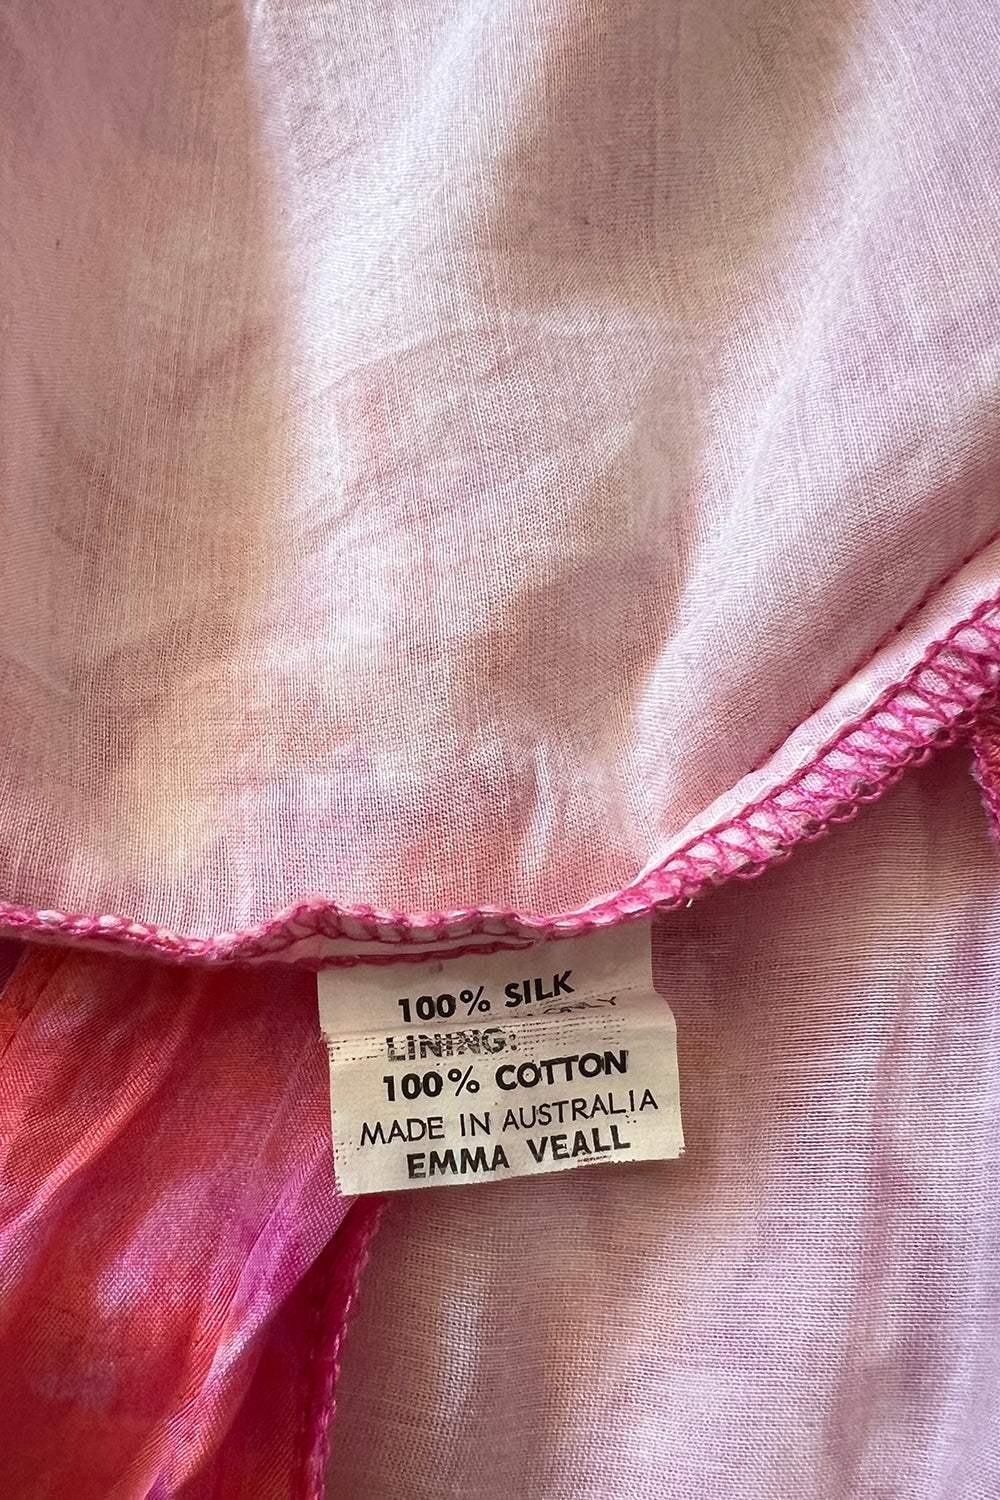 100% SILK
LINING:
100% COTTON
MADE IN AUSTRALIA
EMMA VEALL